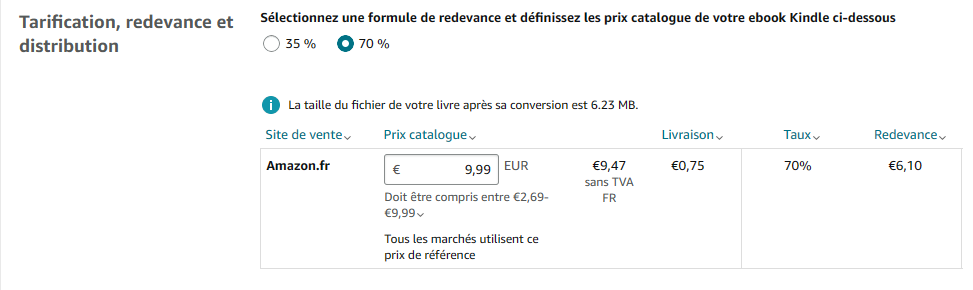 Tarification, redevance et
distribution
Sélectionnez une formule de redevance et définissez les prix catalogue de votre ebook Kindle ci-dessous
35 % 70 %
La taille du fichier de votre livre après sa conversion est 6.23 MB.
Site de vente Prix catalogue Livraison Taux Redevance
Amazon.fr € 9,99 EUR €9,47 €0,75 70% €6,10
sans TVA
FR
Doit être compris entre €2,69-
€9,99
Tous les marchés utilisent ce
prix de référence